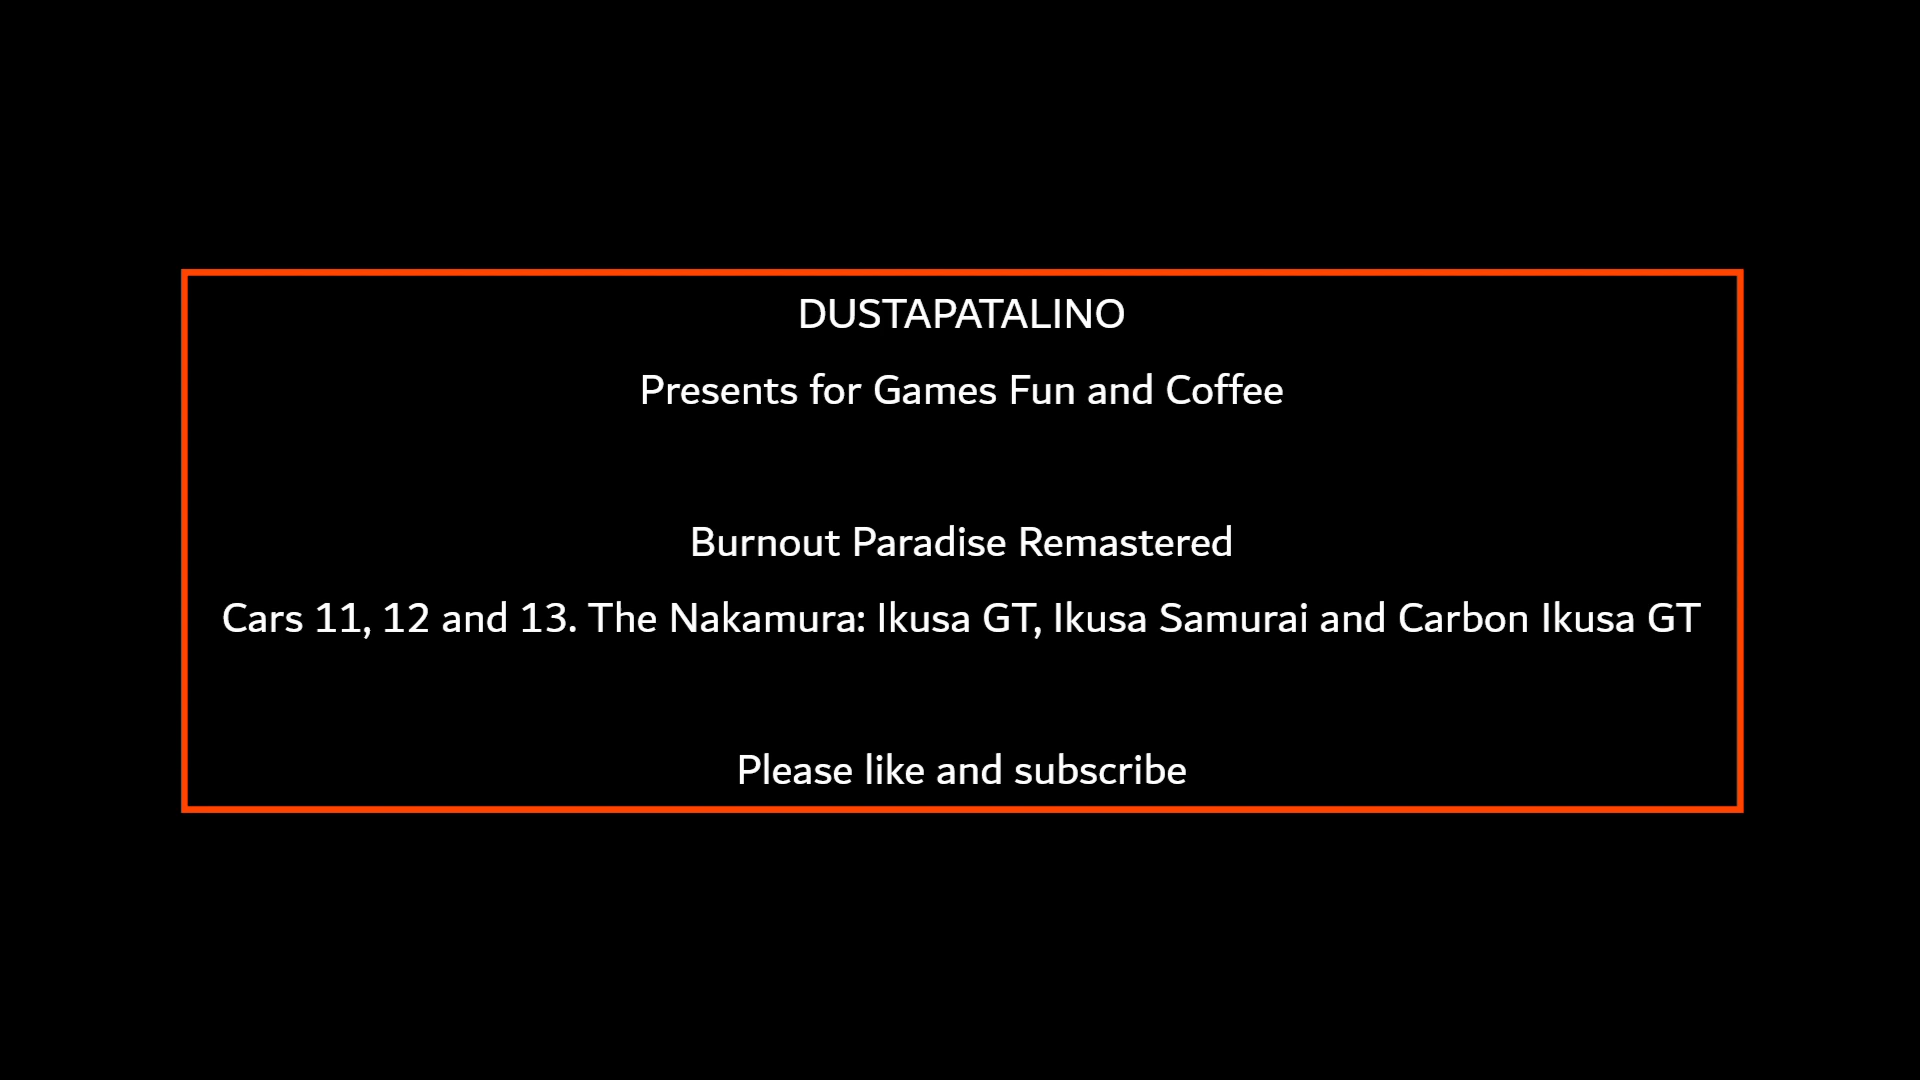 DUSTAPATALINO
Presents for Games Fun and Coffee
Burnout Paradise Remastered
Cars 11, 12 and 13. The Nakamura: Ikusa GT, Ikusa Samurai and Carbon Ikusa GT
Please like and subscribe